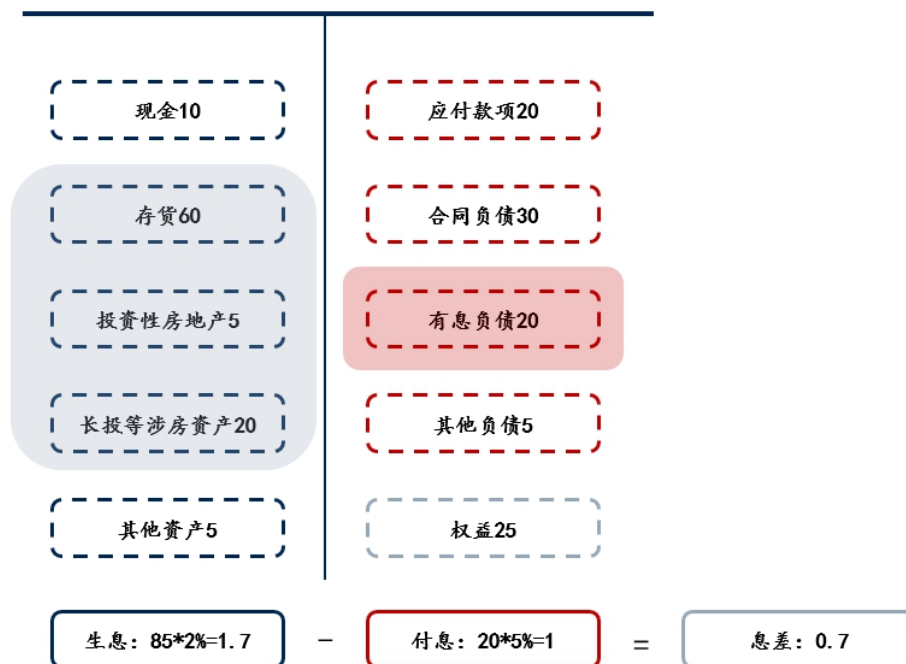 现金10
应付款项20
存货60
合同负债30
投资性房地产5
有息负债20
长投等涉房资产20
其他负债5
其他资产5
权益25
生息：85*2%=1.7 － 付息：20*5%=1 = 息差：0.7